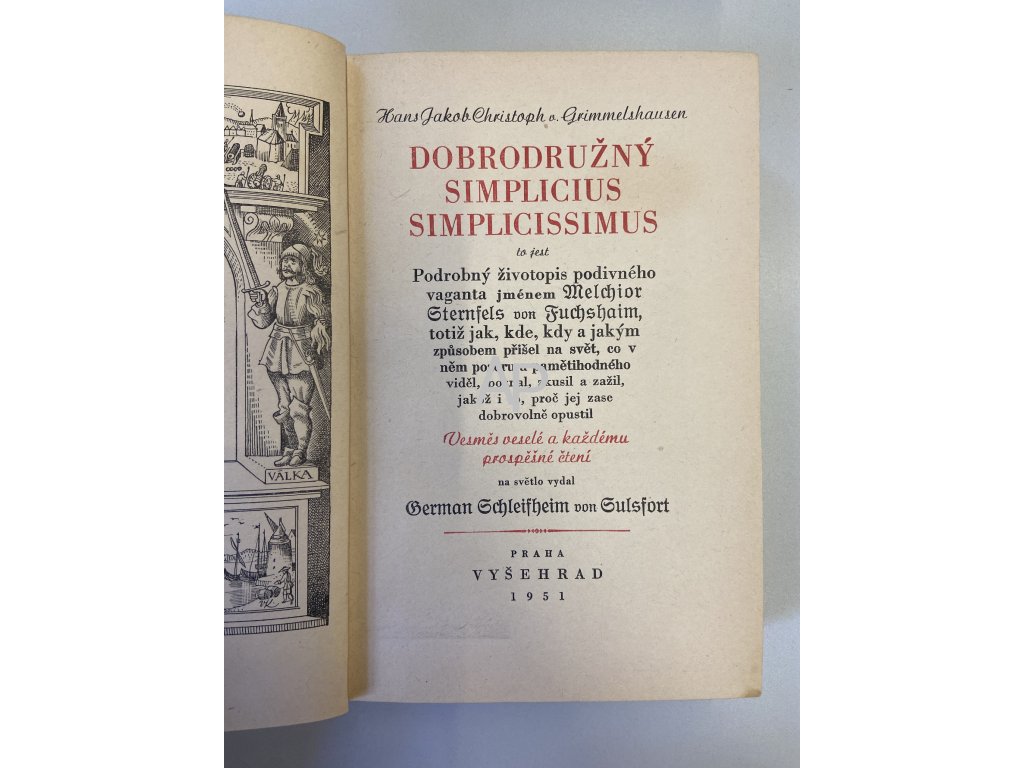 VÁLKA
Hans Jakob Christoph v. Grimmelshausen
DOBRODRUŽNÝ
SIMPLICIUS
SIMPLICISSIMUS
to jest
Podrobný životopis podivného
vaganta jménem Melchior
Sternfels von Fuchshaim,
totiž jak, kde, kdy a jakým
způsobem přišel na svět, co v
něm pamětihodného
viděl, zkusil a zažil,
jakož i proč jej zase
dobrovolně opustil
Vesměs veselé a každému
prospěšné čtení
na světlo vydal
German Schleifheim von Sulsfort
PRAHA
VYŠEHRAD
1951